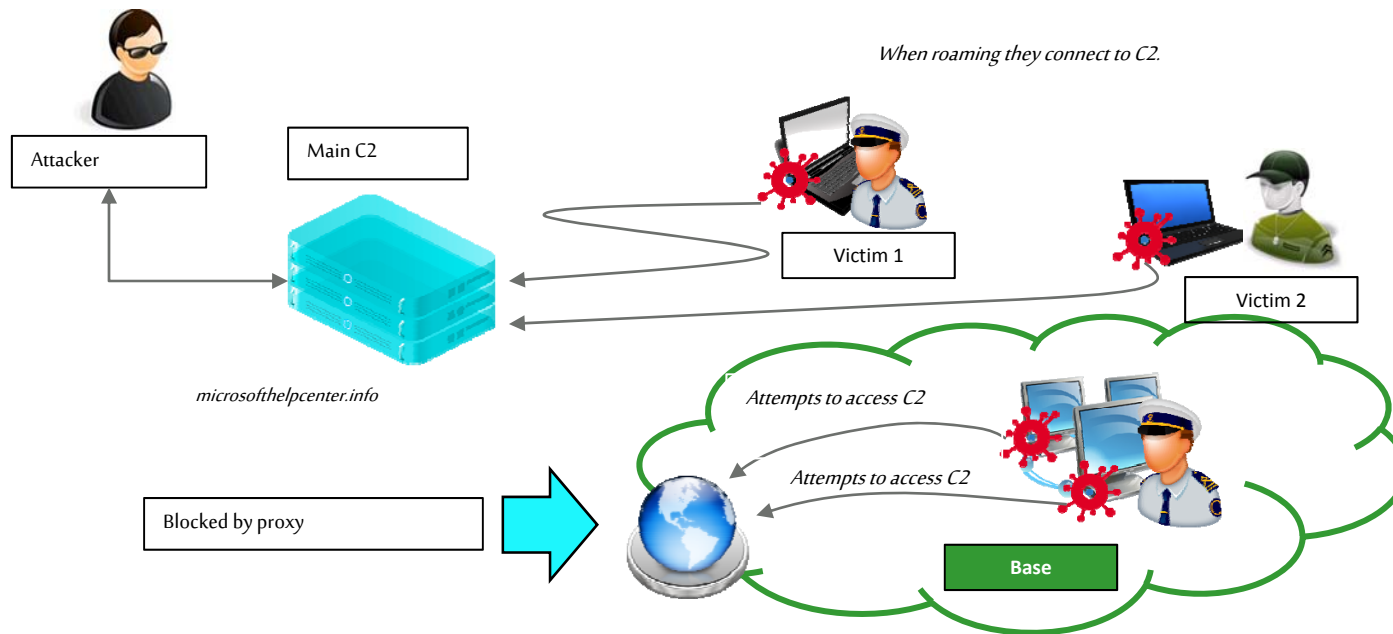 When roaming they connect to C2.
Attacker
Main C2
Victim 1
Victim 2
microsofthelpcenter.info
Attempts to access C2
Attempts to access C2
Blocked by proxy
Base